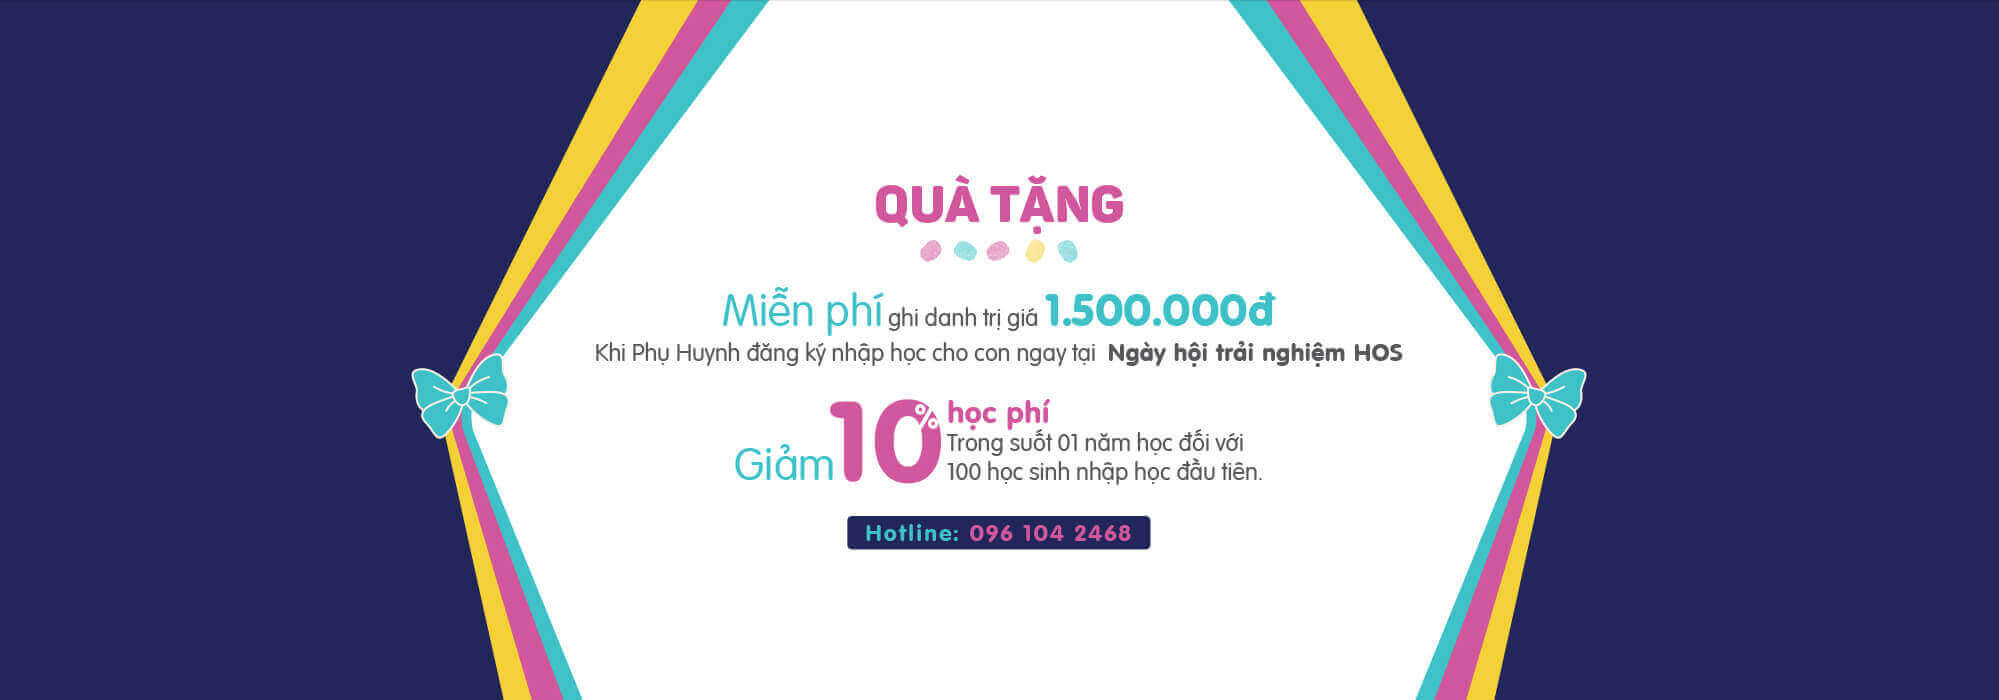 QUÀ TẶNG
Miễn phí ghi danh trị giá 1.500.000đ
Khi Phụ Huynh đăng ký nhập học cho con ngay tại Ngày hội trải nghiệm HOS
Giảm 10% học phí
Trong suốt 01 năm học đối với
100 học sinh nhập học đầu tiên.
Hotline: 096 104 2468